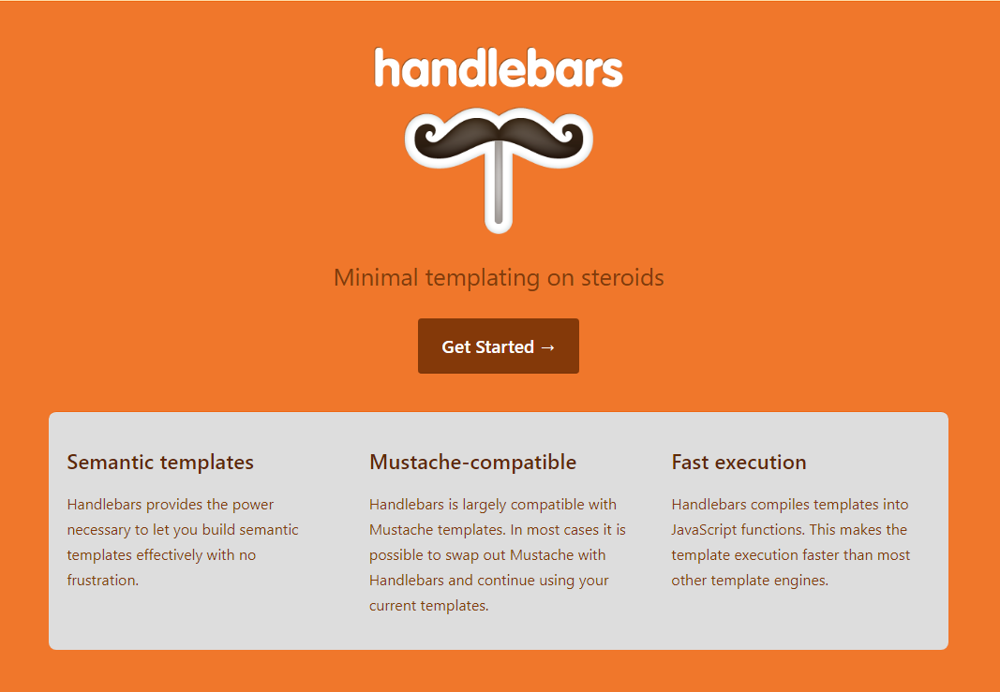 handlebars
Minimal templating on steroids
Get Started →
Semantic templates
Handlebars provides the power
necessary to let you build semantic
templates effectively with no
frustration.
Mustache-compatible
Handlebars is largely compatible with
Mustache templates. In most cases it is
possible to swap out Mustache with
Handlebars and continue using your
current templates.
Fast execution
Handlebars compiles templates into
JavaScript functions. This makes the
template execution faster than most
other template engines.